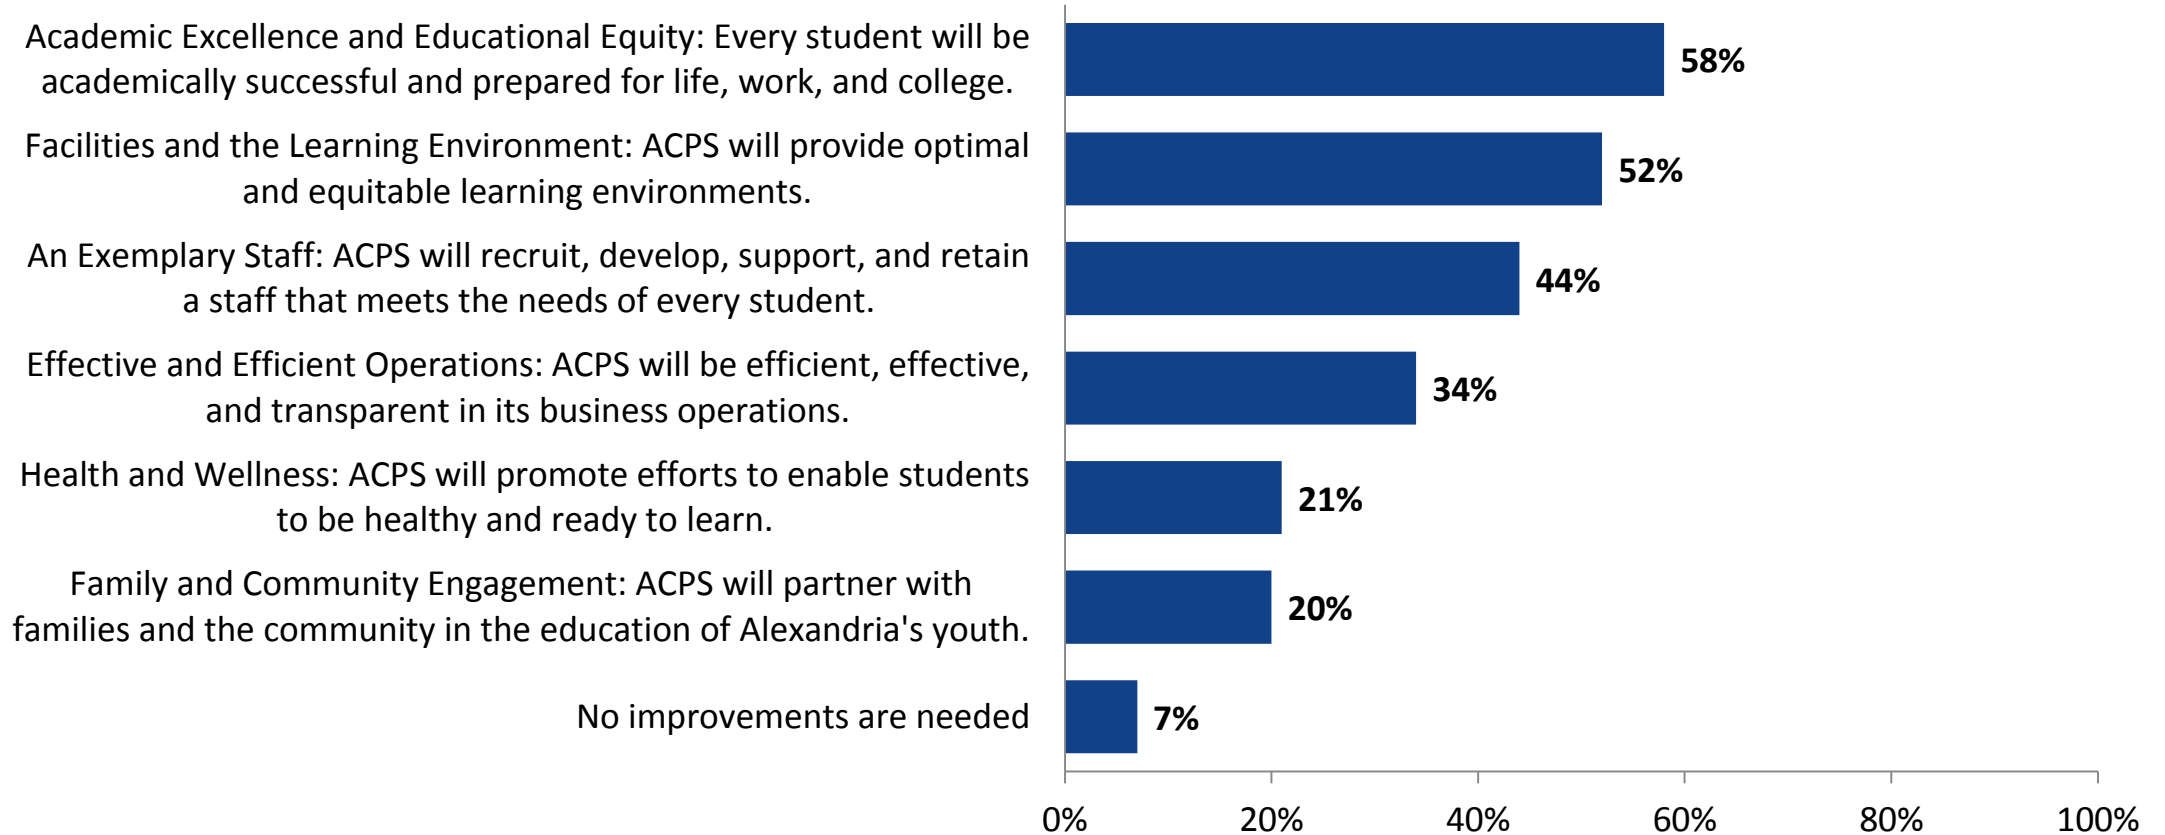 Academic Excellence and Educational Equity: Every student will be
academically successful and prepared for life, work, and college.
58%
Facilities and the Learning Environment: ACPS will provide optimal
and equitable learning environments.
52%
An Exemplary Staff: ACPS will recruit, develop, support, and retain
a staff that meets the needs of every student.
44%
Effective and Efficient Operations: ACPS will be efficient, effective,
and transparent in its business operations.
34%
Health and Wellness: ACPS will promote efforts to enable students
to be healthy and ready to learn.
21%
Family and Community Engagement: ACPS will partner with
families and the community in the education of Alexandria's youth.
20%
No improvements are needed
7%
0% 20% 40% 60% 80% 100%